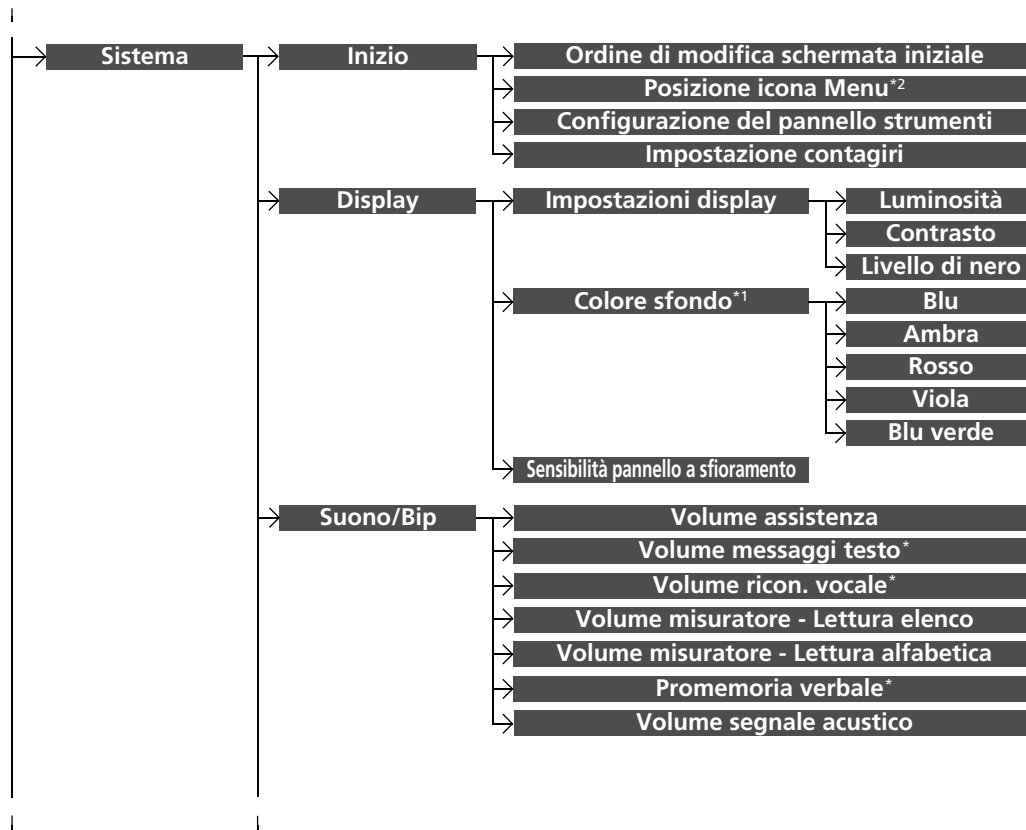 Sistema
Inizio
Ordine di modifica schermata iniziale
Posizione icona Menu*2
Configurazione del pannello strumenti
Impostazione contagiri
Display
Impostazioni display
Luminosità
Contrasto
Livello di nero
Colore sfondo*1
Blu
Ambra
Rosso
Viola
Blu verde
Sensibilità pannello a sfioramento
Suono/Bip
Volume assistenza
Volume messaggi testo*
Volume ricon. vocale*
Volume misuratore - Lettura elenco
Volume misuratore - Lettura alfabetica
Promemoria verbale*
Volume segnale acustico